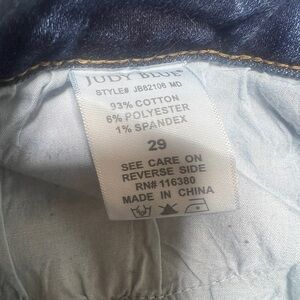 JUDY BLUE
STYLE# JB82106 MD
93% COTTON
6% POLYESTER
1% SPANDEX
29
SEE CARE ON
REVERSE SIDE
RN# 116380
MADE IN CHINA